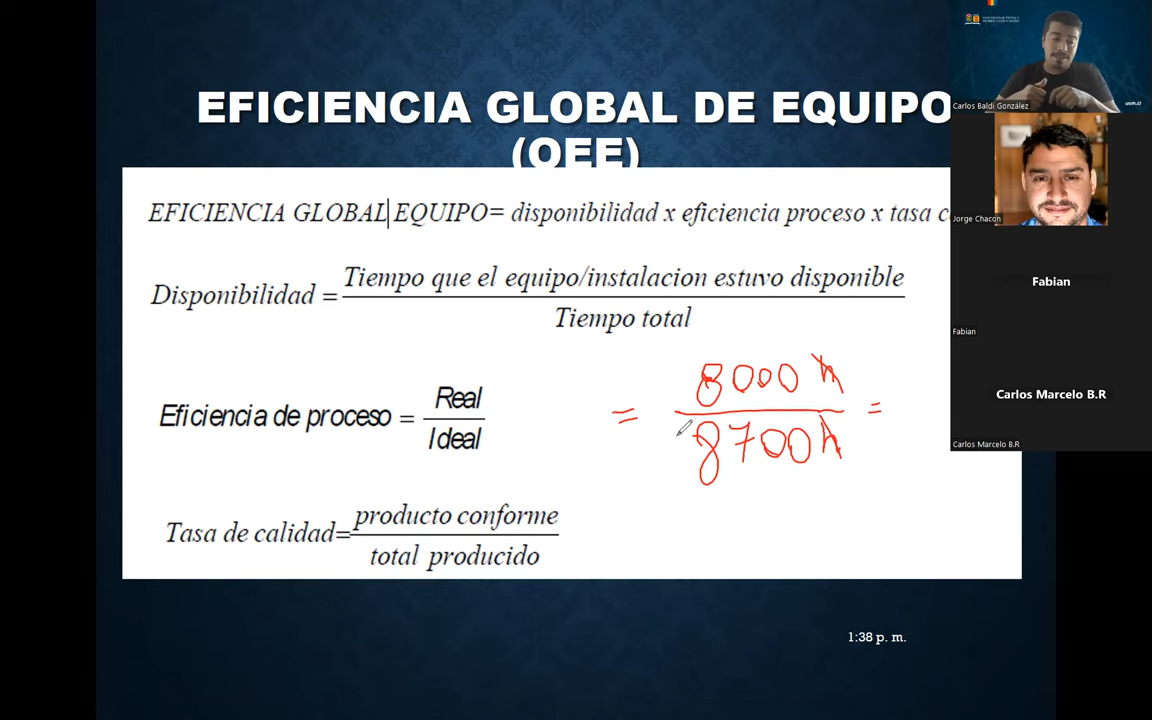 EFICIENCIA GLOBAL DE EQUIPO
(OEE)
EFICIENCIA GLOBAL EQUIPO= disponibilidad x eficiencia proceso x tasa
Disponibilidad = Tiempo que el equipo/instalacion estuvo disponible
Tiempo total
Eficiencia de proceso = Real
Ideal
= 8000 h =
8700 h
Tasa de calidad= producto conforme
total producido
1:38 p. m.
usm.cl
Carlos Baldi González
Jorge Chacon
Fabian
Fabian
Carlos Marcelo B.R
Carlos Marcelo B.R